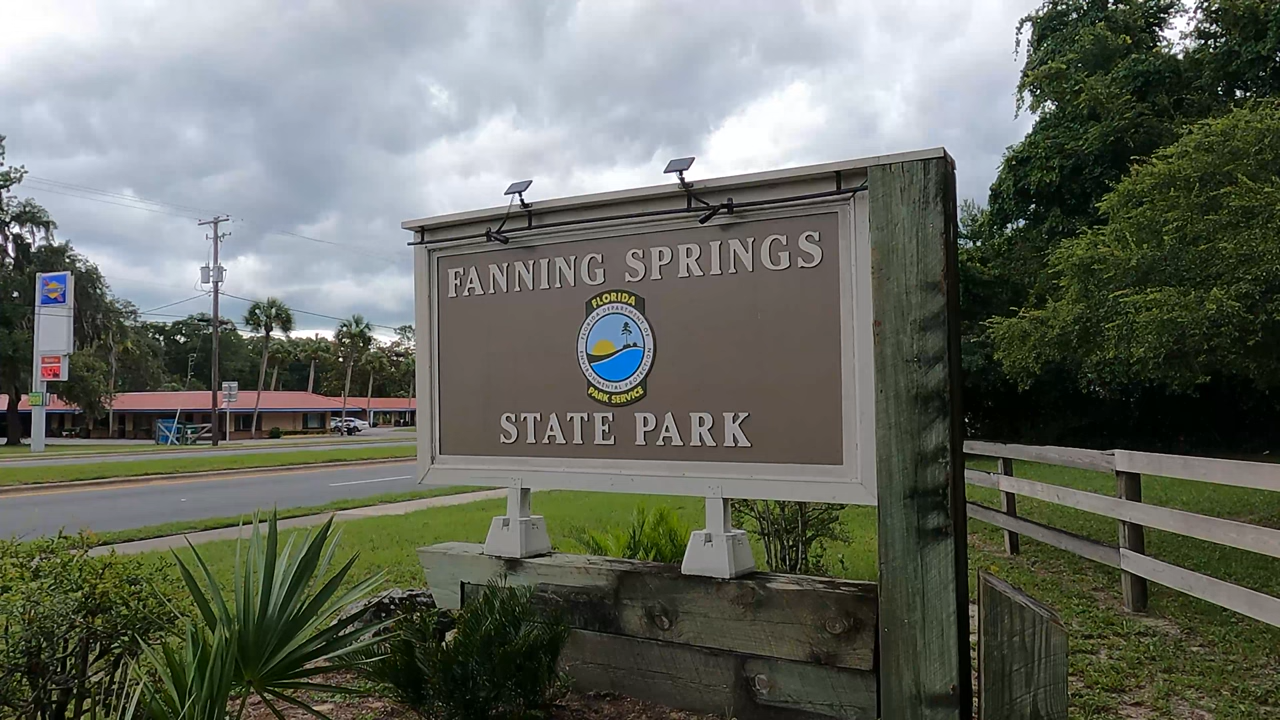 FANNING SPRINGS
FLORIDA
FLORIDA DEPARTMENT OF
ENVIRONMENTAL PROTECTION
PARK SERVICE
STATE PARK